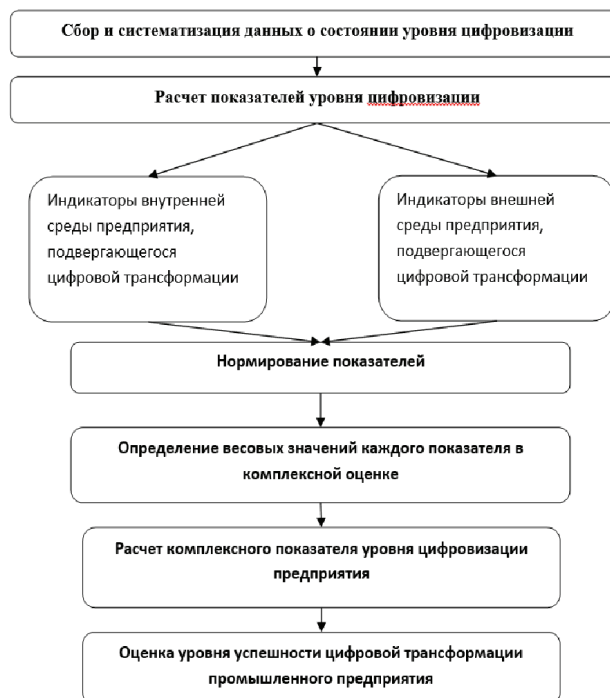 Сбор и систематизация данных о состоянии уровня цифровизации
Расчет показателей уровня цифровизации
Индикаторы внутренней
среды предприятия,
подвергающегося
цифровой трансформации
Индикаторы внешней
среды предприятия,
подвергающегося
цифровой трансформации
Нормирование показателей
Определение весовых значений каждого показателя в
комплексной оценке
Расчет комплексного показателя уровня цифровизации
предприятия
Оценка уровня успешности цифровой трансформации
промышленного предприятия